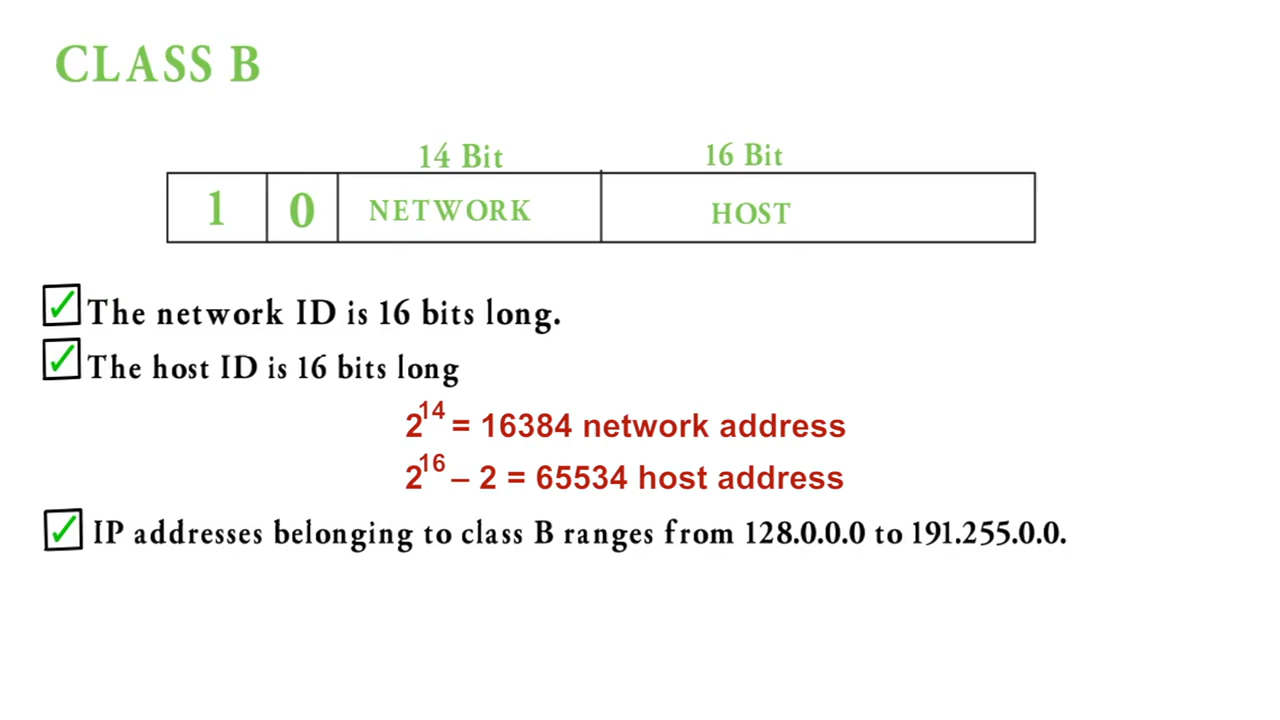 CLASS B
14 Bit 16 Bit
1 0 NETWORK HOST
The network ID is 16 bits long.
The host ID is 16 bits long
2^14 = 16384 network address
2^16 – 2 = 65534 host address
IP addresses belonging to class B ranges from 128.0.0.0 to 191.255.0.0.